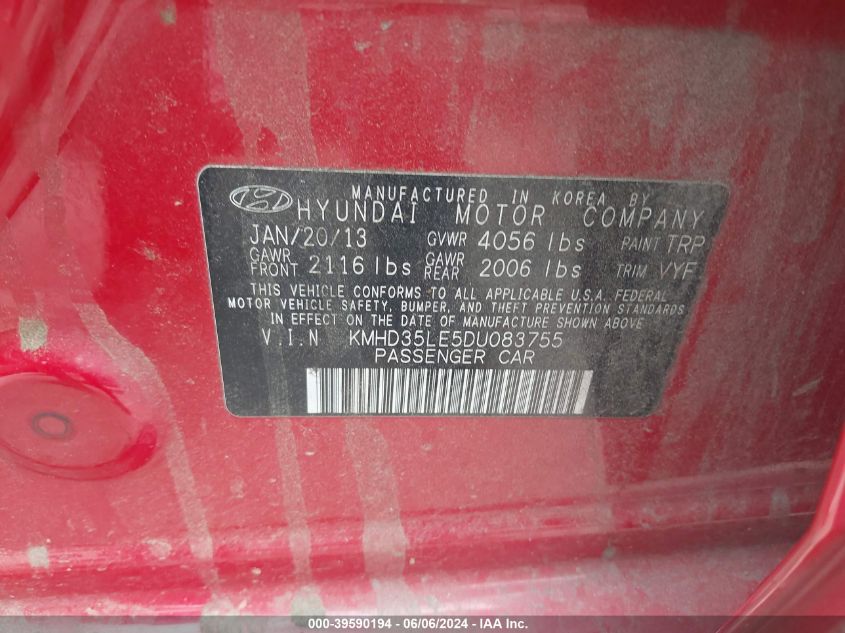 MANUFACTURED IN KOREA BY
HYUNDAI MOTOR COMPANY
JAN/20/13 GVWR 4056 lbs PAINT TRP
GAWR FRONT 2116 lbs GAWR REAR 2006 lbs TRIM VYF
THIS VEHICLE CONFORMS TO ALL APPLICABLE U.S.A. FEDERAL
MOTOR VEHICLE SAFETY, BUMPER, AND THEFT PREVENTION STANDARDS
IN EFFECT ON THE DATE OF MANUFACTURE SHOWN ABOVE
V.I.N KMHD35LE5DU083755
PASSENGER CAR
000-39590194 - 06/06/2024 - IAAI.com